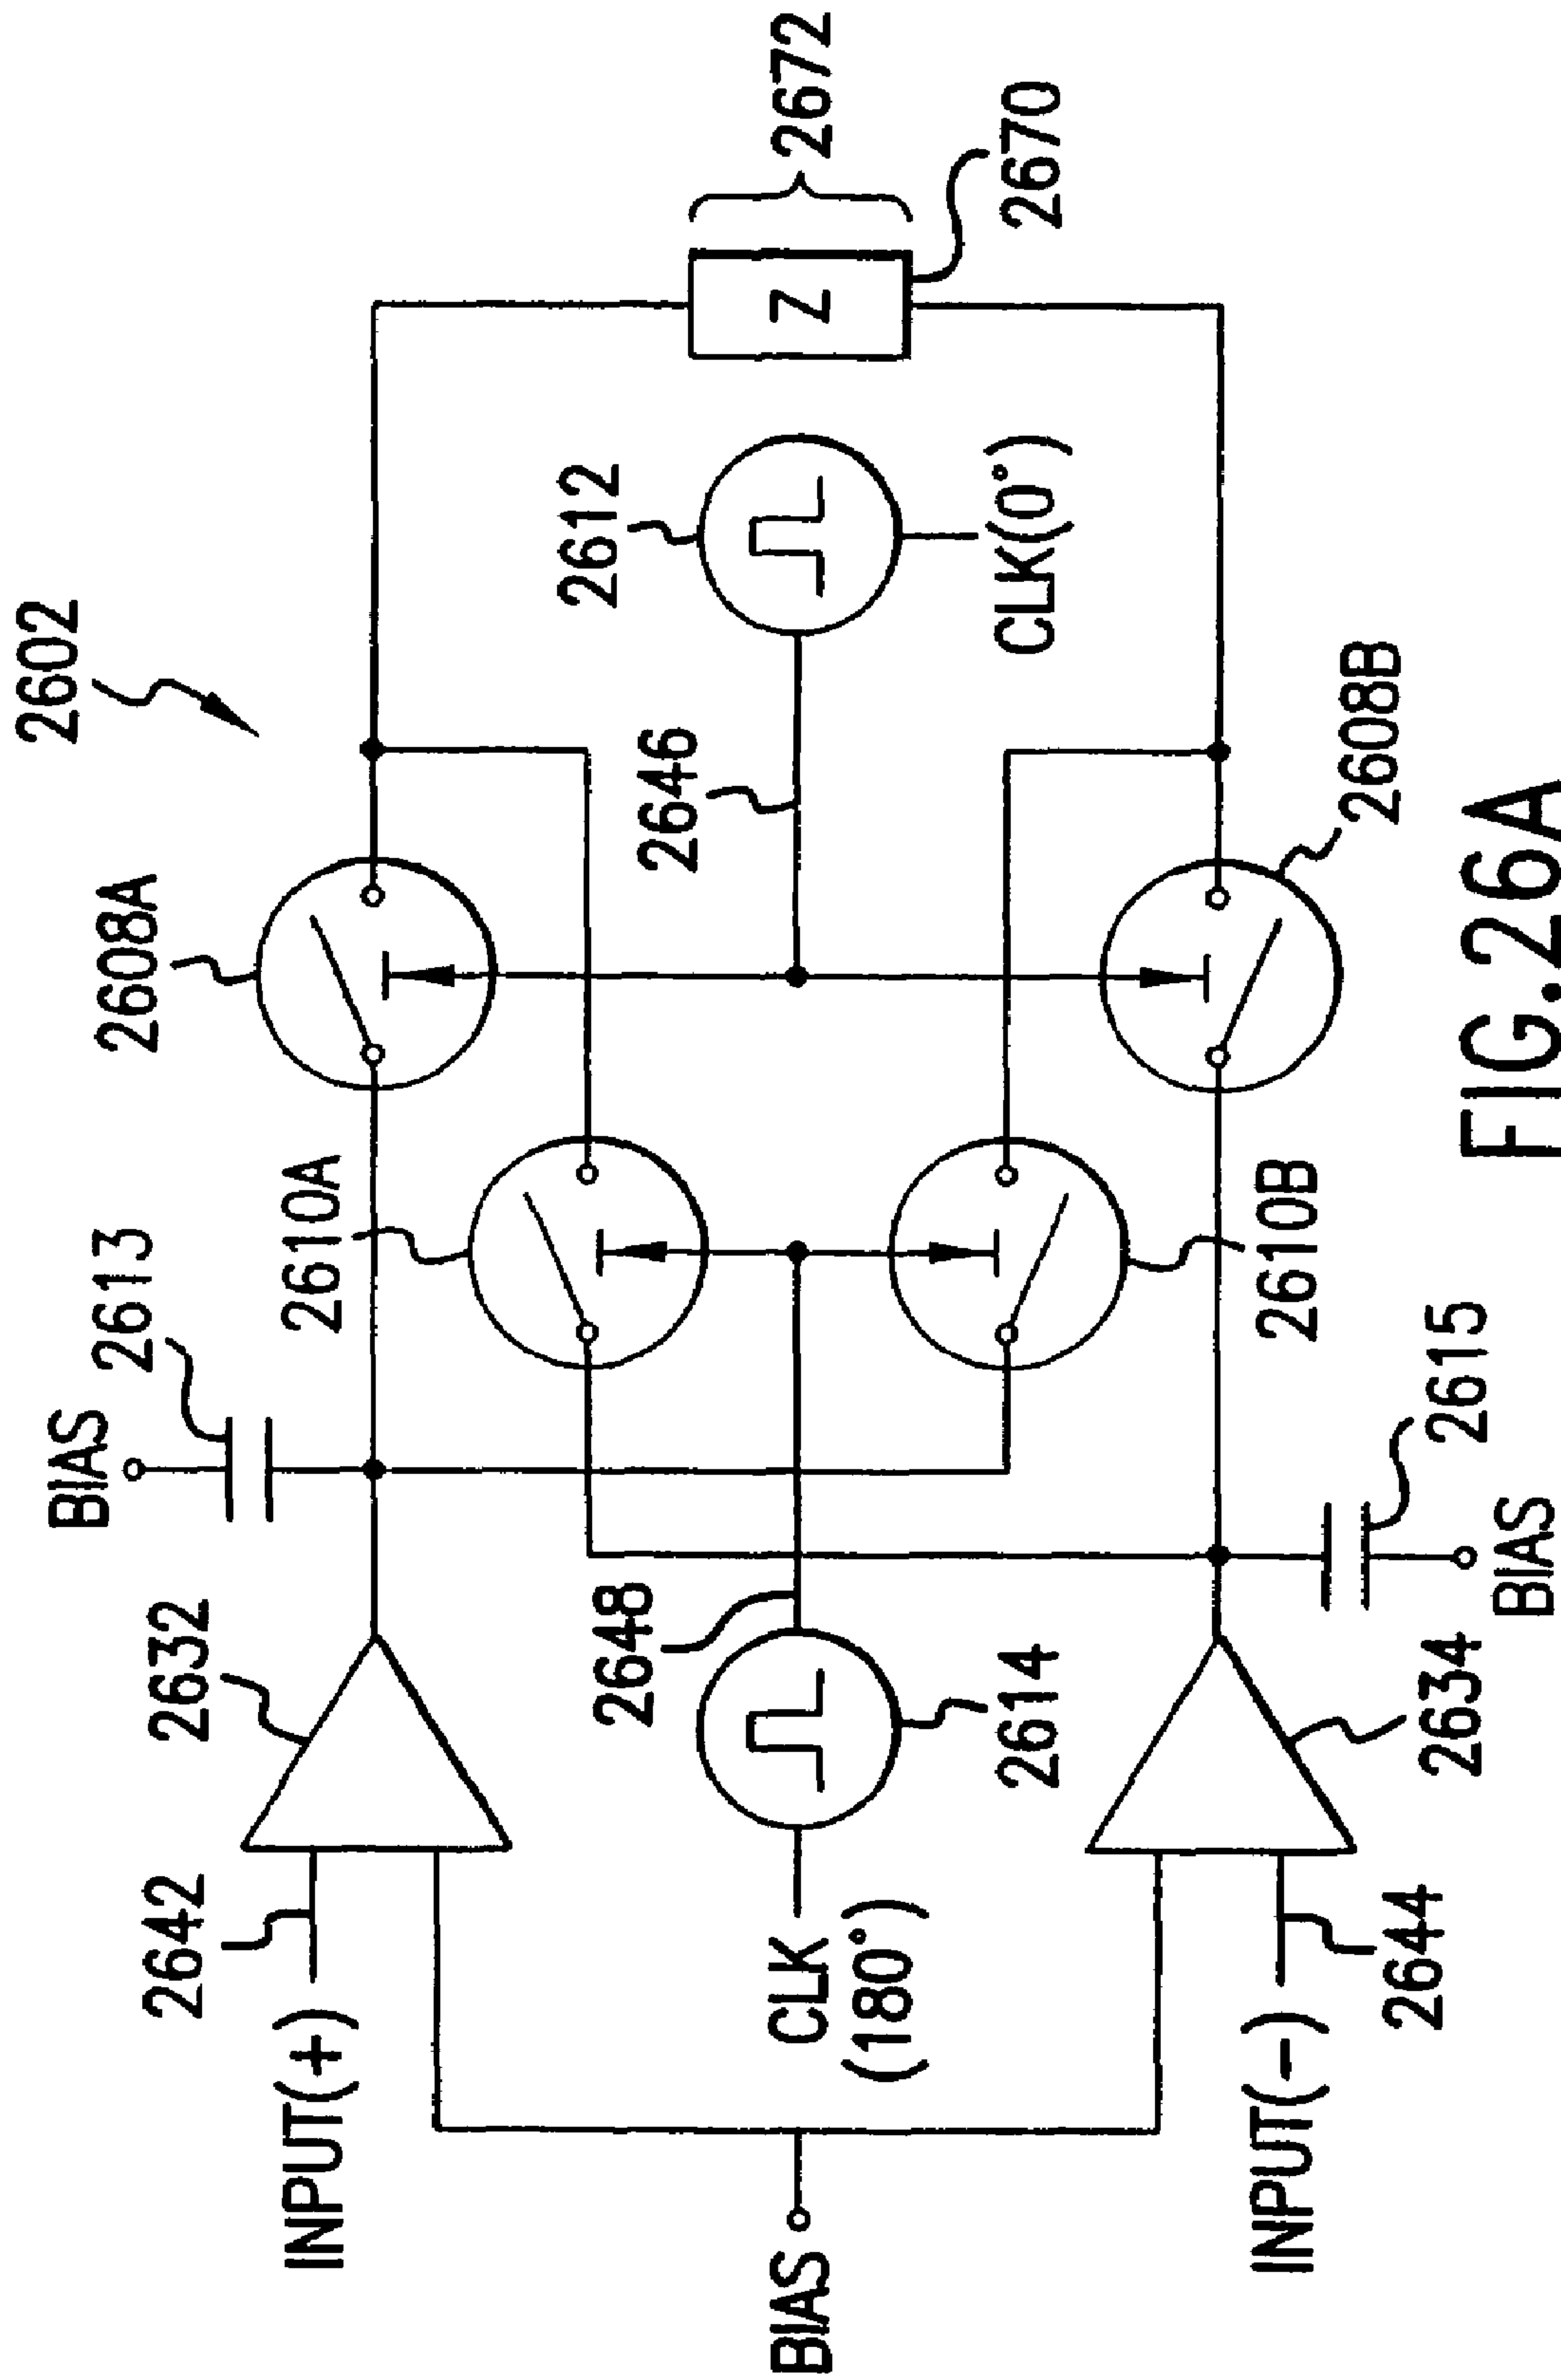 2602
BIAS
2613
2632
2608A
2642
2610A
2612
2672
INPUT(+)
2648
2646
Z
2670
BIAS
CLK
(180°)
2614
CLK(0°)
INPUT(−)
2644
2634
BIAS
2615
2610B
2608B
FIG.26A